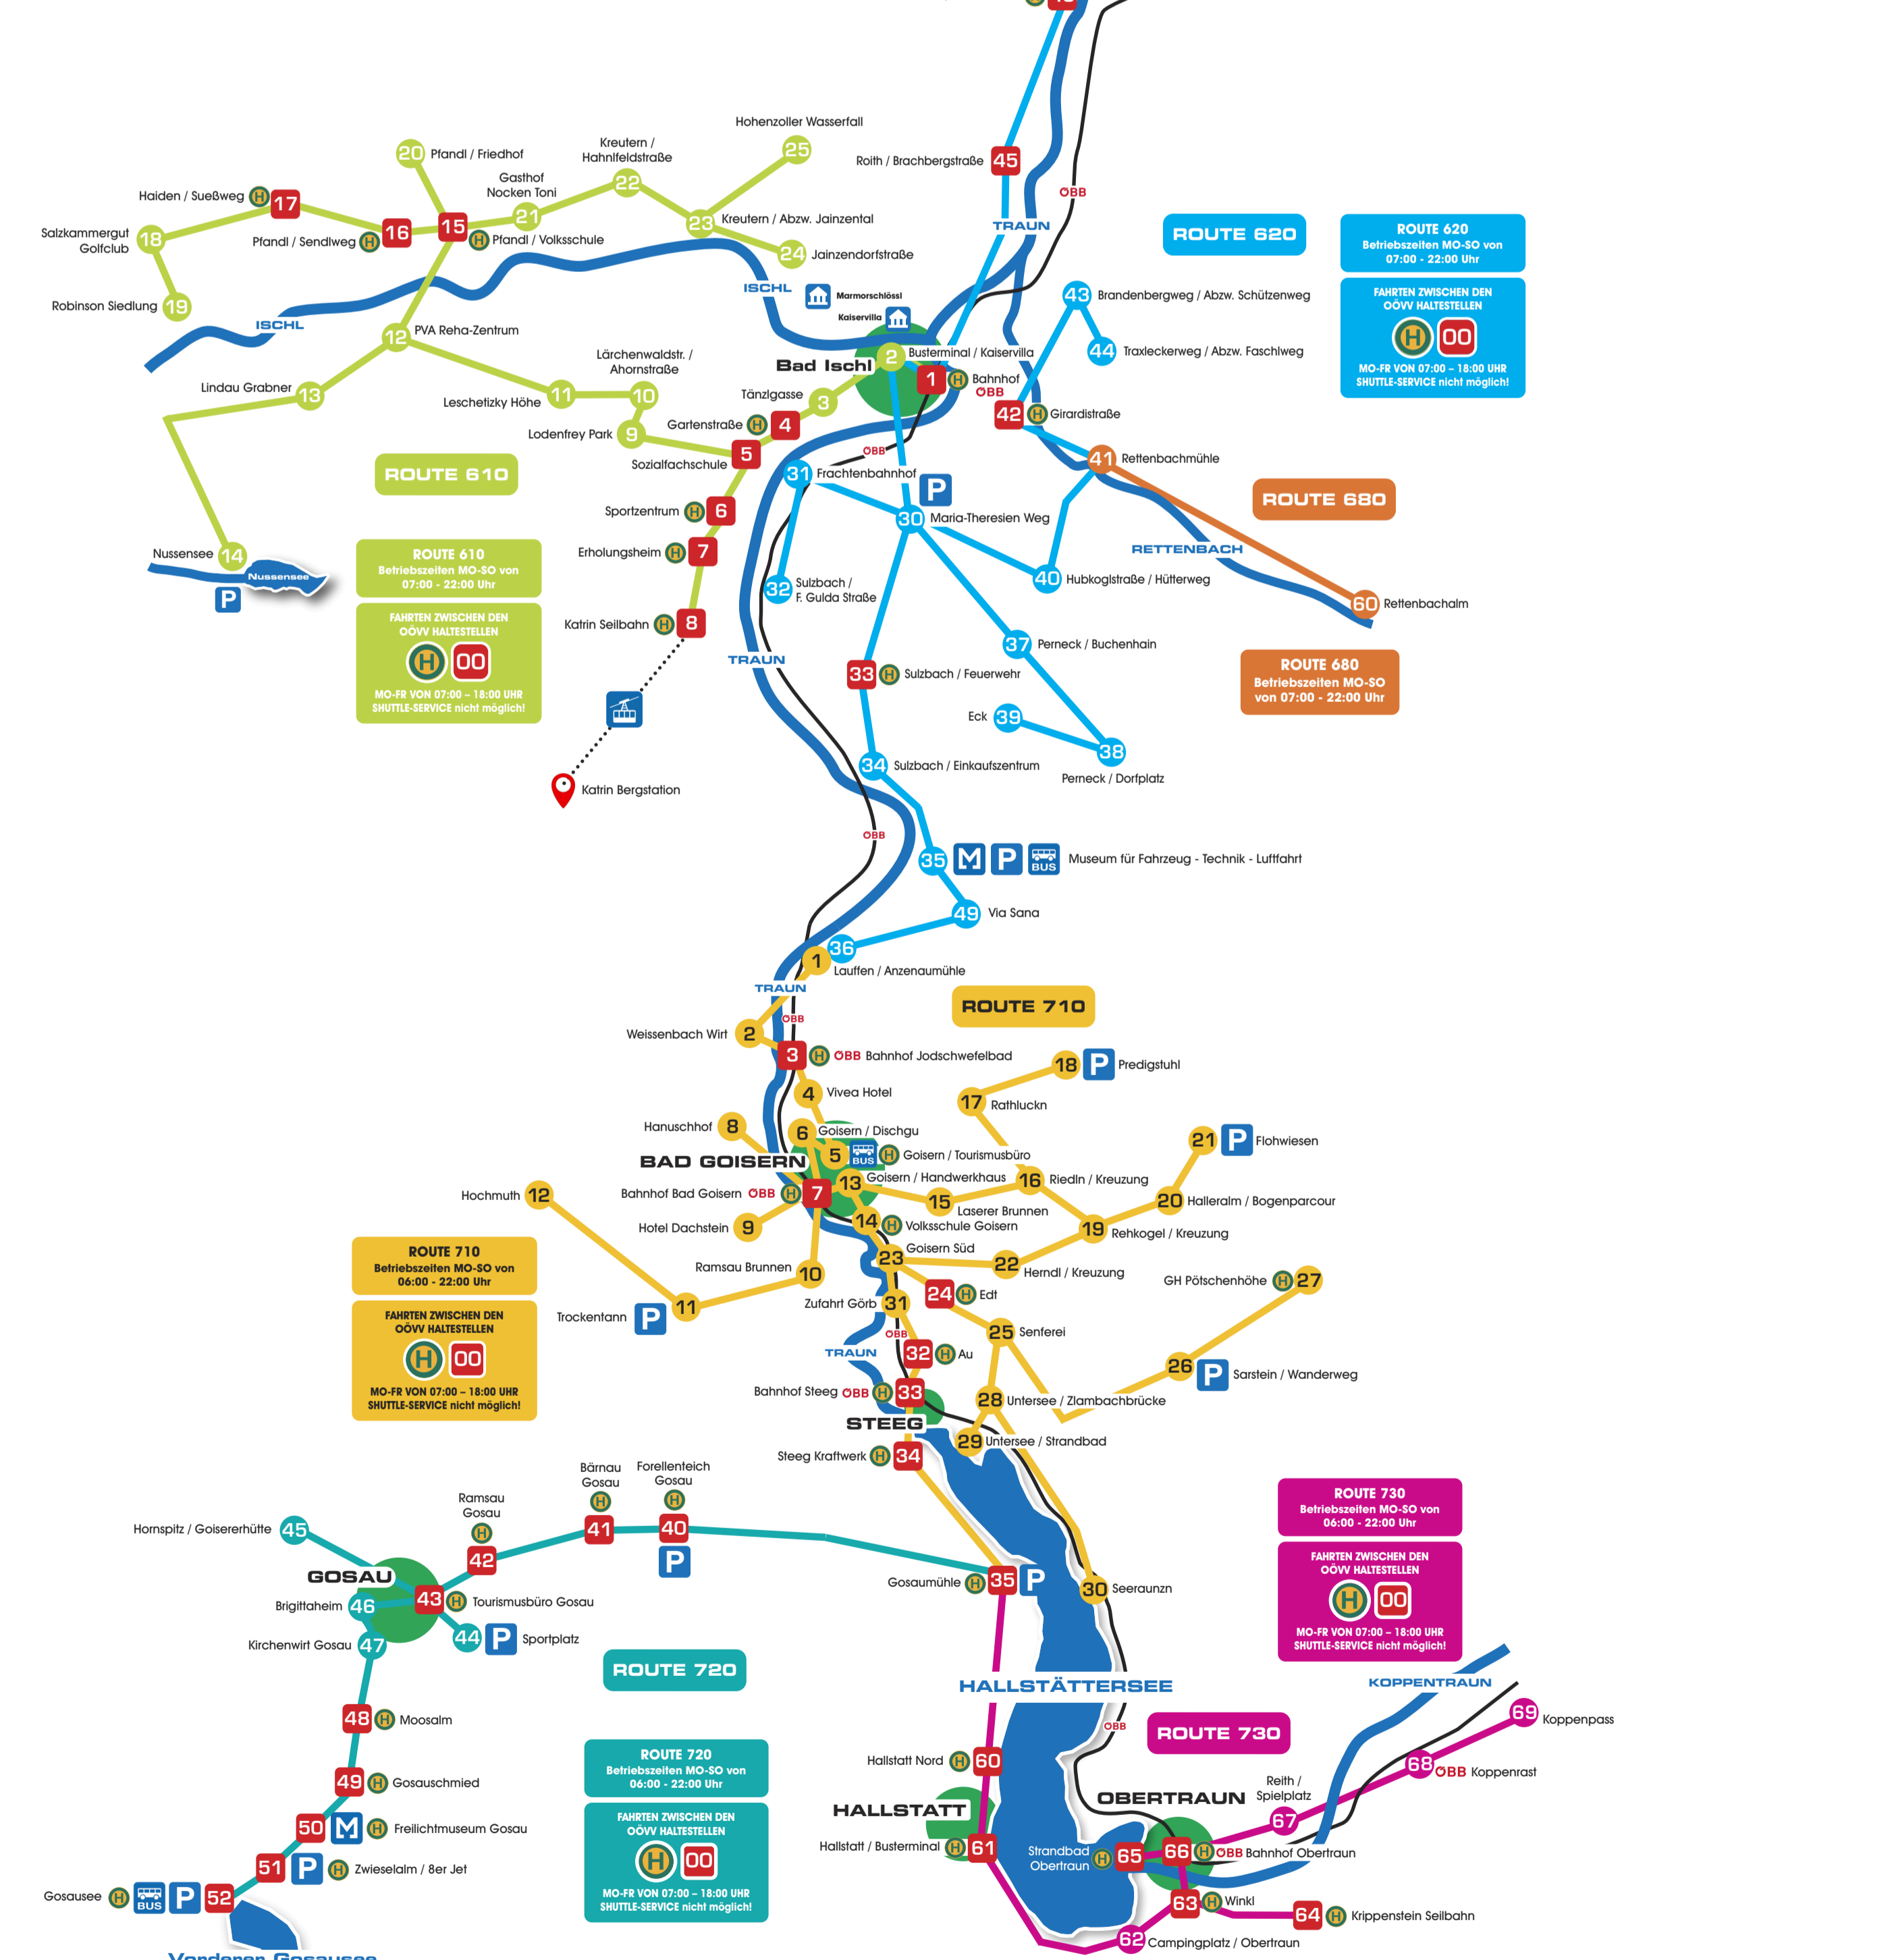 Hohenzoller Wasserfall
25
20
Pfandl / Friedhof
Kreutern /
Hahnlfeldstraße
22
Gasthof
Nocken Toni
21
Roith / Brachbergstraße
45
ÖBB
Haiden / Sueßweg
H
17
16
15
Pfandl / Sendlweg
H
H
Pfandl / Volksschule
23
Kreutern / Abzw. Jainzental
24
Jainzendorfstraße
Salzkammergut
Golfclub
18
TRAUN
ROUTE 620
ROUTE 620
Betriebszeiten MO-SO von
07:00 - 22:00 Uhr
FAHRTEN ZWISCHEN DEN
OÖVV HALTESTELLEN
H
00
MO-FR VON 07:00 – 18:00 UHR
SHUTTLE-SERVICE nicht möglich!
Robinson Siedlung
19
ISCHL
ISCHL
Marmorschlössl
Kaiservilla
43
Brandenbergweg / Abzw. Schützenweg
44
Traxleckerweg / Abzw. Faschlweg
12
PVA Reha-Zentrum
Bad Ischl
2
Busterminal / Kaiservilla
1
H
Bahnhof
ÖBB
Lärchenwaldstr. /
Ahornstraße
Lindau Grabner
13
Leschetizky Höhe
11
10
Tänzlgasse
3
42
H
Girardistraße
Gartenstraße
H
4
Lodenfrey Park
9
Sozialfachschule
5
ÖBB
41
Rettenbachmühle
ROUTE 610
31
Frachtenbahnhof
P
ROUTE 680
Sportzentrum
H
6
30
Maria-Theresien Weg
Nussensee
14
Nussensee
P
ROUTE 610
Betriebszeiten MO-SO von
07:00 - 22:00 Uhr
FAHRTEN ZWISCHEN DEN
OÖVV HALTESTELLEN
H
00
MO-FR VON 07:00 – 18:00 UHR
SHUTTLE-SERVICE nicht möglich!
Erholungsheim
H
7
RETTENBACH
32
Sulzbach /
F. Gulda Straße
40
Hubkoglstraße / Hütterweg
60
Rettenbachalm
Katrin Seilbahn
H
8
37
Perneck / Buchenhain
TRAUN
33
H
Sulzbach / Feuerwehr
ROUTE 680
Betriebszeiten MO-SO
von 07:00 - 22:00 Uhr
Eck
39
38
Perneck / Dorfplatz
34
Sulzbach / Einkaufszentrum
Katrin Bergstation
ÖBB
35
M
P
BUS
Museum für Fahrzeug - Technik - Luftfahrt
49
Via Sana
36
1
Lauffen / Anzenaumühle
TRAUN
ROUTE 710
ÖBB
Weissenbach Wirt
2
3
H
ÖBB
Bahnhof Jodschwefelbad
18
P
Predigstuhl
4
Vivea Hotel
17
Rathluckn
Hanuschhof
8
6
Goisern / Dischgu
21
P
Flohwiesen
BAD GOISERN
5
BUS
H
Goisern / Tourismusbüro
13
Goisern / Handwerkhaus
16
Riedln / Kreuzung
Hochmuth
12
Bahnhof Bad Goisern
ÖBB
H
7
15
Laserer Brunnen
20
Halleralm / Bogenparcour
Hotel Dachstein
9
14
H
Volksschule Goisern
19
Rehkogel / Kreuzung
ROUTE 710
Betriebszeiten MO-SO von
06:00 - 22:00 Uhr
FAHRTEN ZWISCHEN DEN
OÖVV HALTESTELLEN
H
00
MO-FR VON 07:00 – 18:00 UHR
SHUTTLE-SERVICE nicht möglich!
23
Goisern Süd
22
Herndl / Kreuzung
Ramsau Brunnen
10
GH Pötschenhöhe
H
27
Trockentann
P
11
Zufahrt Görb
31
24
H
Edt
ÖBB
25
Senferei
TRAUN
32
H
Au
26
P
Sarstein / Wanderweg
Bahnhof Steeg
ÖBB
H
33
28
Untersee / Zlambachbrücke
STEEG
29
Untersee / Strandbad
Steeg Kraftwerk
H
34
Bärnau
Gosau
H
41
Forellenteich
Gosau
H
40
P
Ramsau
Gosau
H
42
Hornspitz / Goisererhütte
45
ROUTE 730
Betriebszeiten MO-SO von
06:00 - 22:00 Uhr
FAHRTEN ZWISCHEN DEN
OÖVV HALTESTELLEN
H
00
MO-FR VON 07:00 – 18:00 UHR
SHUTTLE-SERVICE nicht möglich!
GOSAU
Gosaumühle
H
35
P
30
Seeraunzn
Brigittaheim
46
43
H
Tourismusbüro Gosau
Kirchenwirt Gosau
47
44
P
Sportplatz
ROUTE 720
HALLSTÄTTERSEE
KOPPENTRAUN
48
H
Moosalm
ÖBB
ROUTE 730
69
Koppenpass
ROUTE 720
Betriebszeiten MO-SO von
06:00 - 22:00 Uhr
FAHRTEN ZWISCHEN DEN
OÖVV HALTESTELLEN
H
00
MO-FR VON 07:00 – 18:00 UHR
SHUTTLE-SERVICE nicht möglich!
Hallstatt Nord
H
60
68
ÖBB
Koppenrast
49
H
Gosauschmied
Reith /
Spielplatz
67
OBERTRAUN
HALLSTATT
50
M
H
Freilichtmuseum Gosau
Hallstatt / Busterminal
H
61
Strandbad
Obertraun
H
65
66
H
ÖBB
Bahnhof Obertraun
51
P
H
Zwieselalm / 8er Jet
Gosausee
H
BUS
P
52
63
H
Winkl
64
H
Krippenstein Seilbahn
62
Campingplatz / Obertraun
Vorderen Gosausee